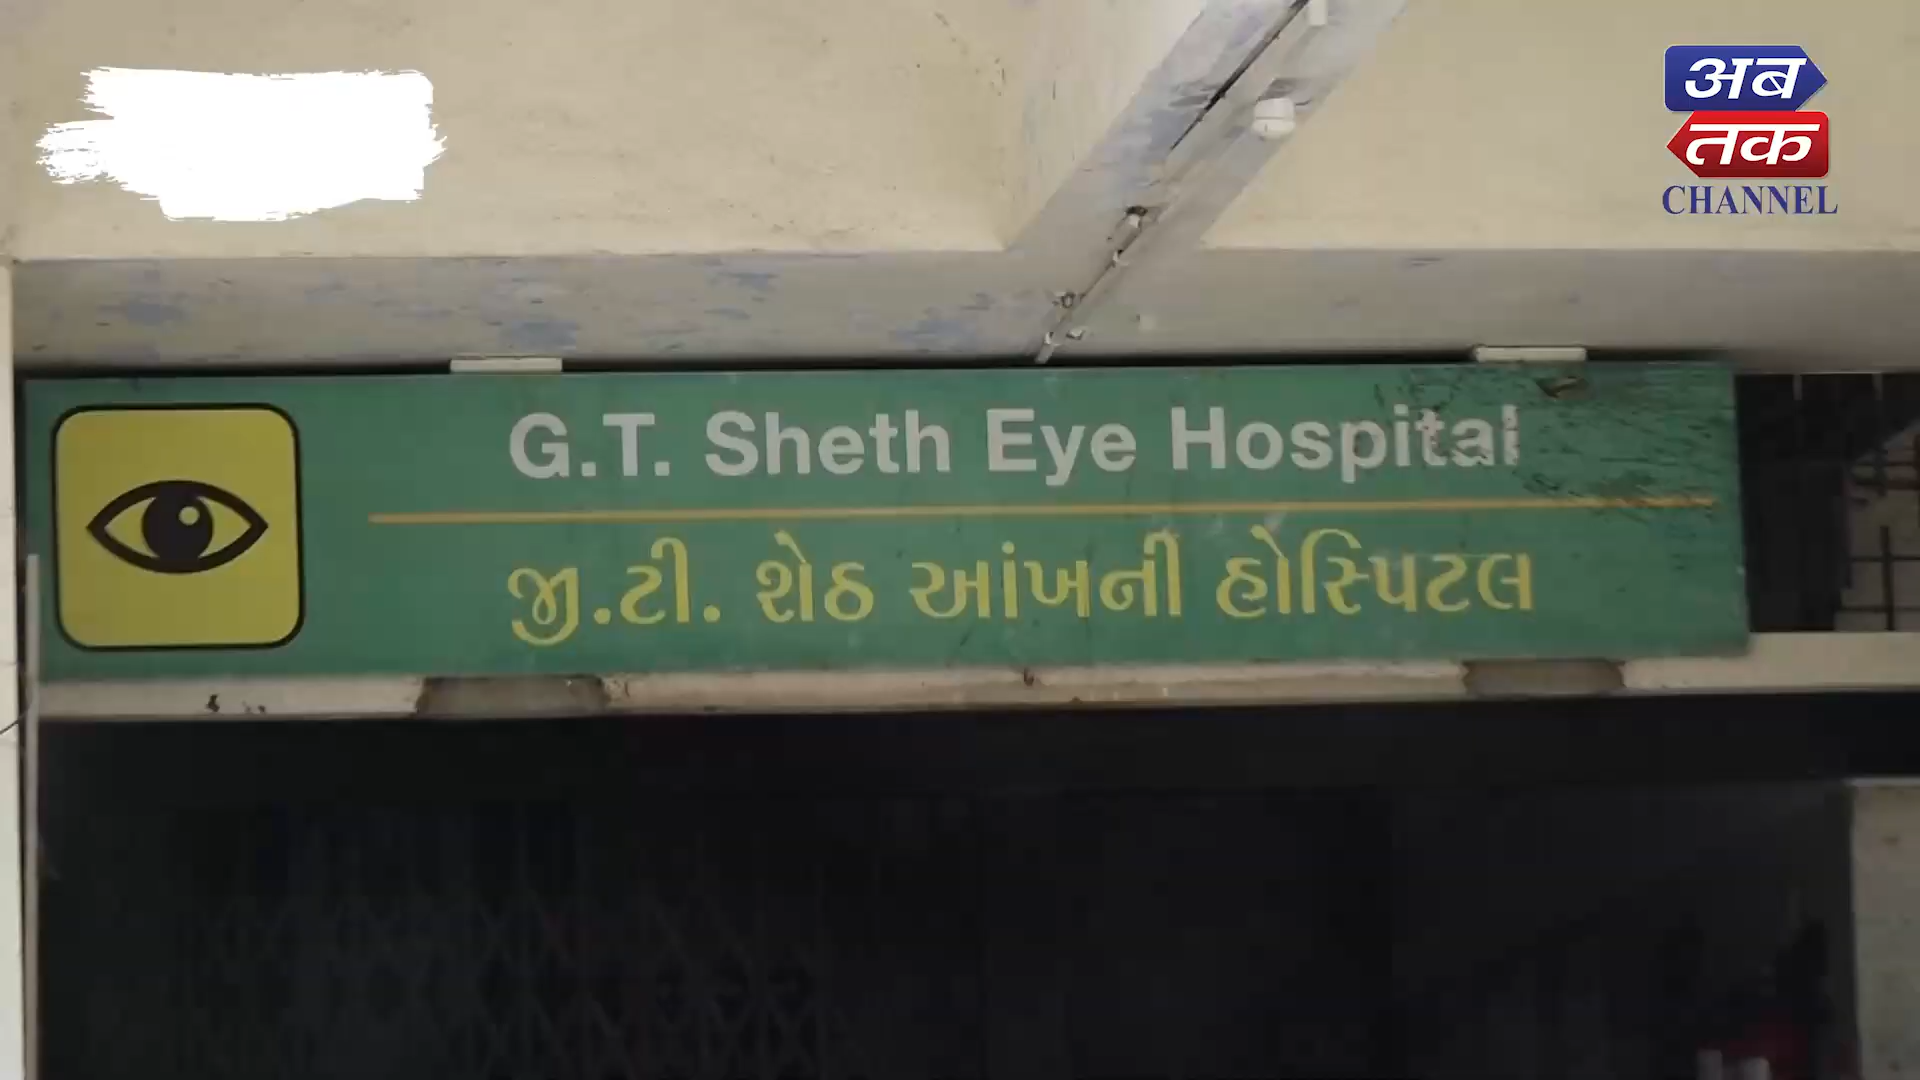 अब
तक
CHANNEL
G.T. Sheth Eye Hospital
જી.ટી. શેઠ આંખની હોસ્પિટલ